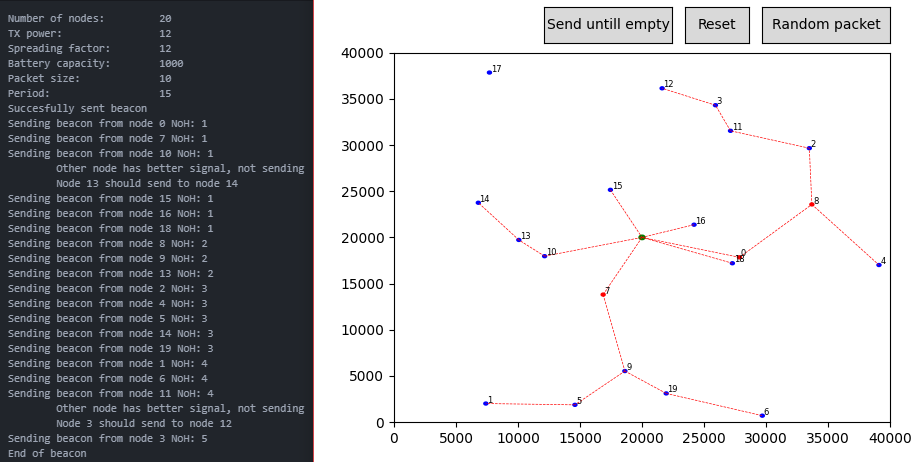 Number of nodes: 20
TX power: 12
Spreading factor: 12
Battery capacity: 1000
Packet size: 10
Period: 15
Succesfully sent beacon
Sending beacon from node 0 NoH: 1
Sending beacon from node 7 NoH: 1
Sending beacon from node 10 NoH: 1
Other node has better signal, not sending
Node 13 should send to node 14
Sending beacon from node 15 NoH: 1
Sending beacon from node 16 NoH: 1
Sending beacon from node 18 NoH: 1
Sending beacon from node 8 NoH: 2
Sending beacon from node 9 NoH: 2
Sending beacon from node 13 NoH: 2
Sending beacon from node 2 NoH: 3
Sending beacon from node 4 NoH: 3
Sending beacon from node 5 NoH: 3
Sending beacon from node 14 NoH: 3
Sending beacon from node 19 NoH: 3
Sending beacon from node 1 NoH: 4
Sending beacon from node 6 NoH: 4
Sending beacon from node 11 NoH: 4
Other node has better signal, not sending
Node 3 should send to node 12
Sending beacon from node 3 NoH: 5
End of beacon
Send untill empty
Reset
Random packet
40000
35000
30000
25000
20000
15000
10000
5000
0
17
12
3
11
2
15
14
8
16
13
10
0
18
4
7
9
19
1
5
6
0
5000
10000
15000
20000
25000
30000
35000
40000